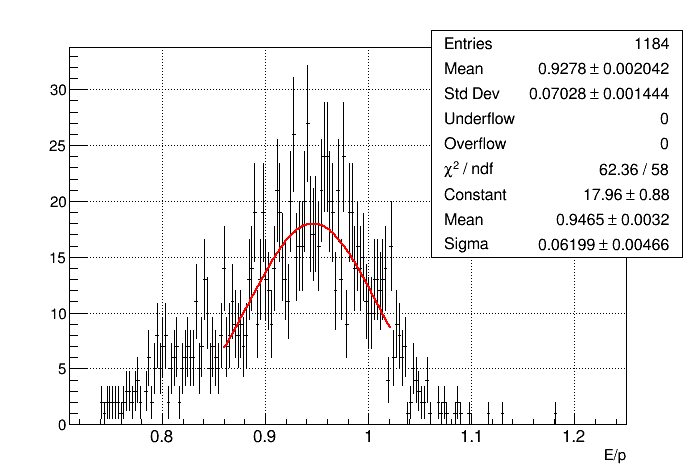 Entries 1184
Mean 0.9278 ± 0.002042
Std Dev 0.07028 ± 0.001444
Underflow 0
Overflow 0
χ² / ndf 62.36 / 58
Constant 17.96 ± 0.88
Mean 0.9465 ± 0.0032
Sigma 0.06199 ± 0.00466
30
25
20
15
10
5
0
0.8 0.9 1 1.1 1.2
E/p